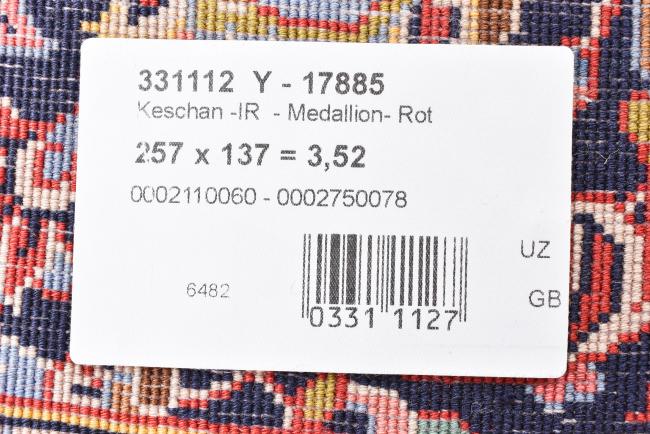 331112 Y - 17885
Keschan -IR - Medallion- Rot
257 x 137 = 3,52
0002110060 - 0002750078
UZ
6482
GB
0331 1127